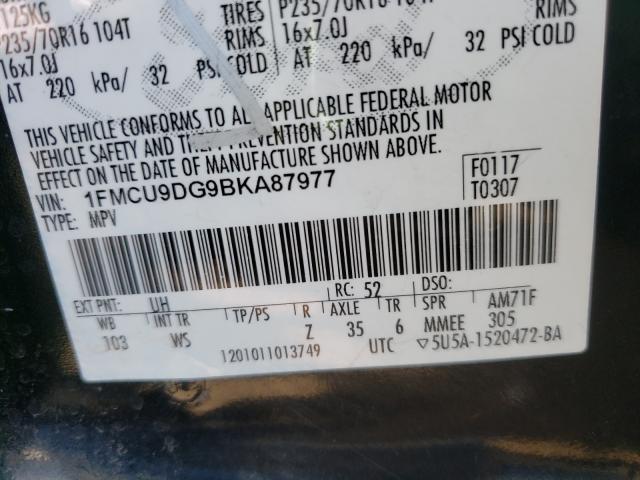 125KG TIRES P235/70R16 104T RIMS
P235/70R16 104T RIMS 16x7.0J
16x7.0J AT 220 kPa/ 32 PSI COLD
AT 220 kPa/ 32 PSI COLD
THIS VEHICLE CONFORMS TO ALL APPLICABLE FEDERAL MOTOR
VEHICLE SAFETY AND THEFT PREVENTION STANDARDS IN
EFFECT ON THE DATE OF MANUFACTURE SHOWN ABOVE.
VIN: 1FMCU9DG9BKA87977 F0117
TYPE: MPV T0307
EXT PNT: UH RC: 52 DSO:
WB INT TR TP/PS R AXLE TR SPR AM71F
103 WS Z 35 6 MMEE 305
1201011013749 UTC ▽5U5A-1520472-BA